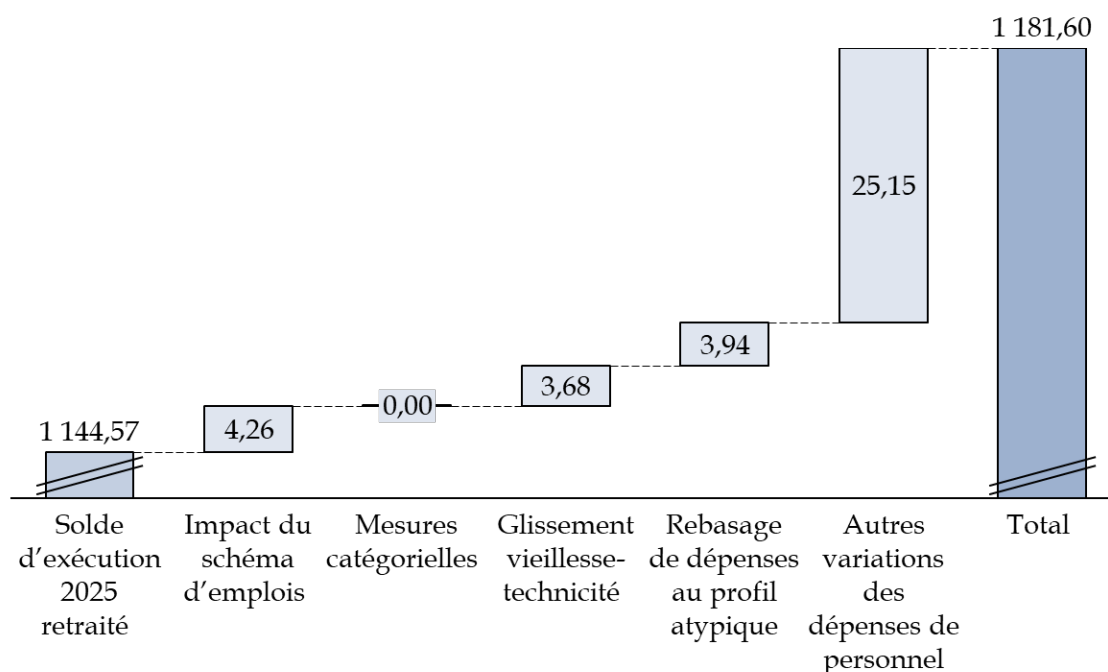 1 181,60
25,15
3,94
3,68
0,00
4,26
1 144,57
Solde
d'exécution
2025
retraité
Impact du
schéma
d'emplois
Mesures
catégorielles
Glissement
vieillesse-
technicité
Rebasage
de dépenses
au profil
atypique
Autres
variations
des
dépenses de
personnel
Total